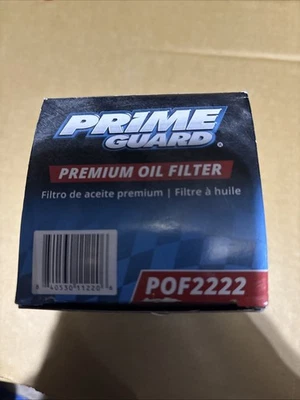 PRIME
GUARD®
PREMIUM OIL FILTER
Filtro de aceite premium | Filtre à huile
POF2222